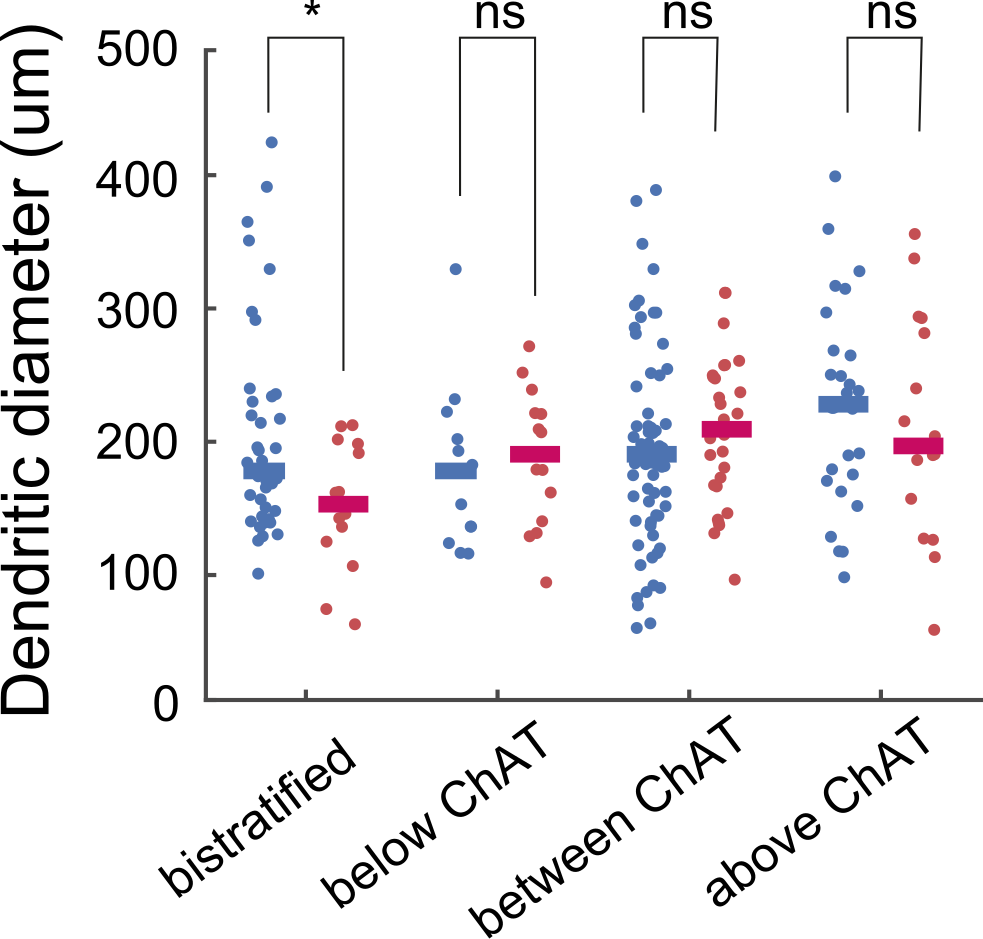 * ns ns ns
Dendritic diameter (um)
500
400
300
200
100
0
bistratified
below ChAT
between ChAT
above ChAT